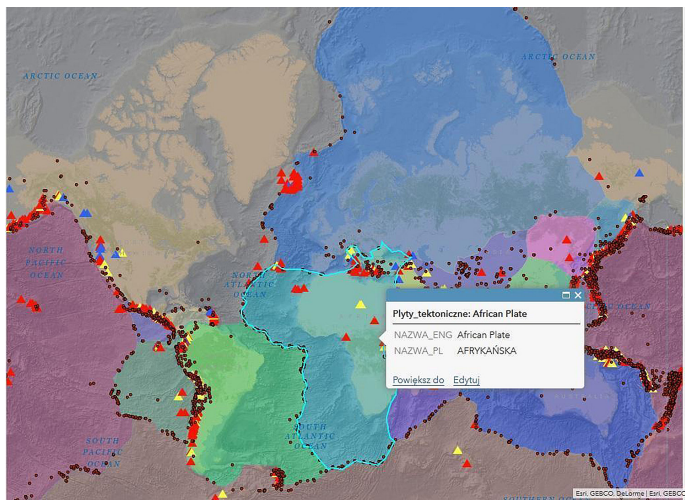 ARCTIC OCEAN
ARCTIC OCEAN
NORTH
PACIFIC
OCEAN
NORTH
ATLANTIC
OCEAN
OCEAN
Plyty_tektoniczne: African Plate
NAZWA_ENG African Plate
NAZWA_PL AFRYKAŃSKA
Powiększ do Edytuj
SOUTH
PACIFIC
OCEAN
SOUTH
ATLANTIC
OCEAN
SOUTHERN
Esri, GEBCO, DeLorme | Esri, GEBCO